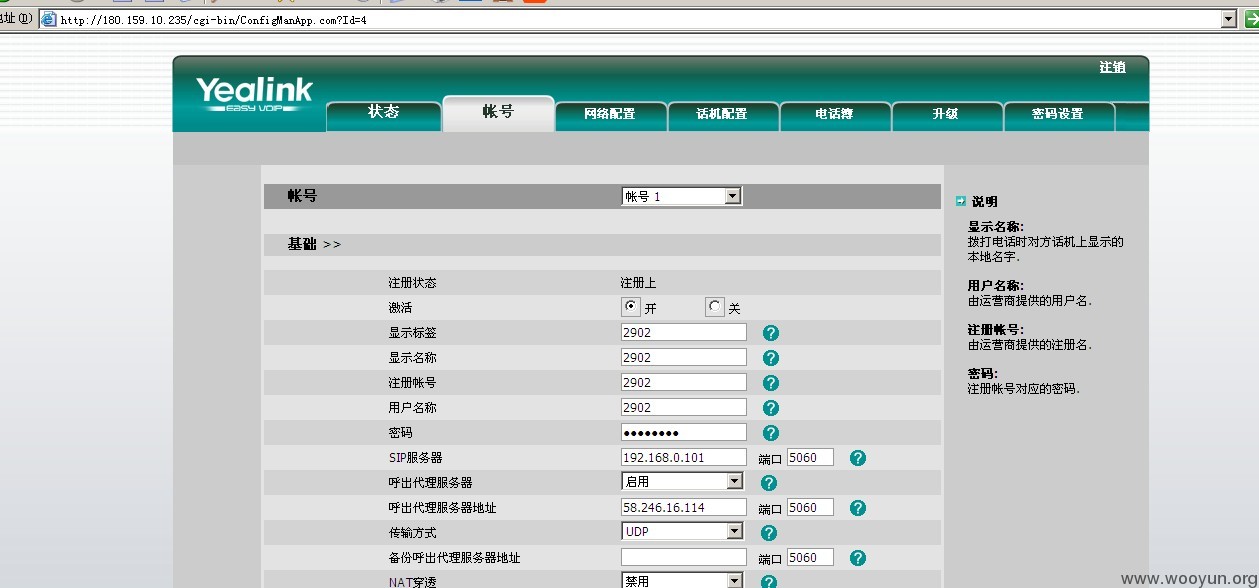 址(D) http://180.159.10.235/cgi-bin/ConfigManApp.com?Id=4
注销
Yealink
EASY VOIP
状态 帐号 网络配置 话机配置 电话簿 升级 密码设置
帐号 帐号 1
基础 >>
注册状态 注册上
激活 开 关
显示标签 2902
显示名称 2902
注册帐号 2902
用户名称 2902
密码 ●●●●●●●●
SIP服务器 192.168.0.101 端口 5060
呼出代理服务器 启用
呼出代理服务器地址 58.246.16.114 端口 5060
传输方式 UDP
备份呼出代理服务器地址 端口 5060
NAT穿透 禁用
说明
显示名称:
拨打电话时对方话机上显示的
本地名字.
用户名称:
由运营商提供的用户名.
注册帐号:
由运营商提供的注册名.
密码:
注册帐号对应的密码.
www.wooyun.org